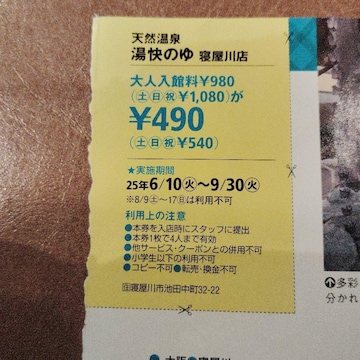 天然温泉
湯快のゆ 寝屋川店
大人入館料¥980
(土日祝¥1,080)が
¥490
(土日祝¥540)
★実施期間
25年6/10火〜9/30火
※8/9土〜17日は利用不可
利用上の注意
●本券を入店時にスタッフに提出
●本券1枚で4人まで有効
●他サービス・クーポンとの併用不可
●小学生以下の利用不可
●コピー不可●転売・換金不可
寝屋川市池田中町32-22
多彩
分かれ